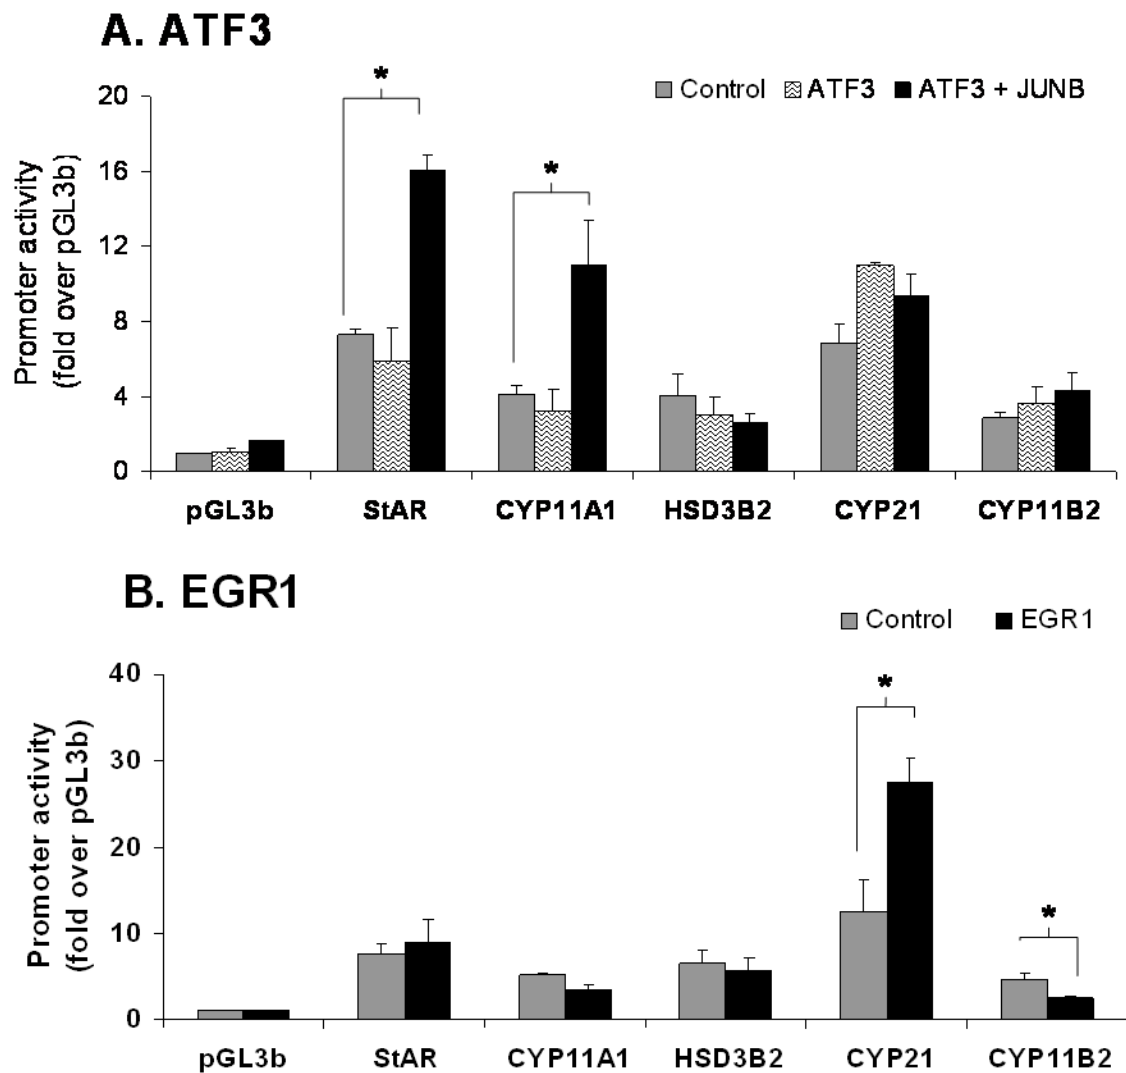 A. ATF3
*
Control ATF3 ATF3 + JUNB
20
*
16
12
8
4
0
Promoter activity
(fold over pGL3b)
pGL3b StAR CYP11A1 HSD3B2 CYP21 CYP11B2
B. EGR1
Control EGR1
40
*
30
20
10
*
0
Promoter activity
(fold over pGL3b)
pGL3b StAR CYP11A1 HSD3B2 CYP21 CYP11B2